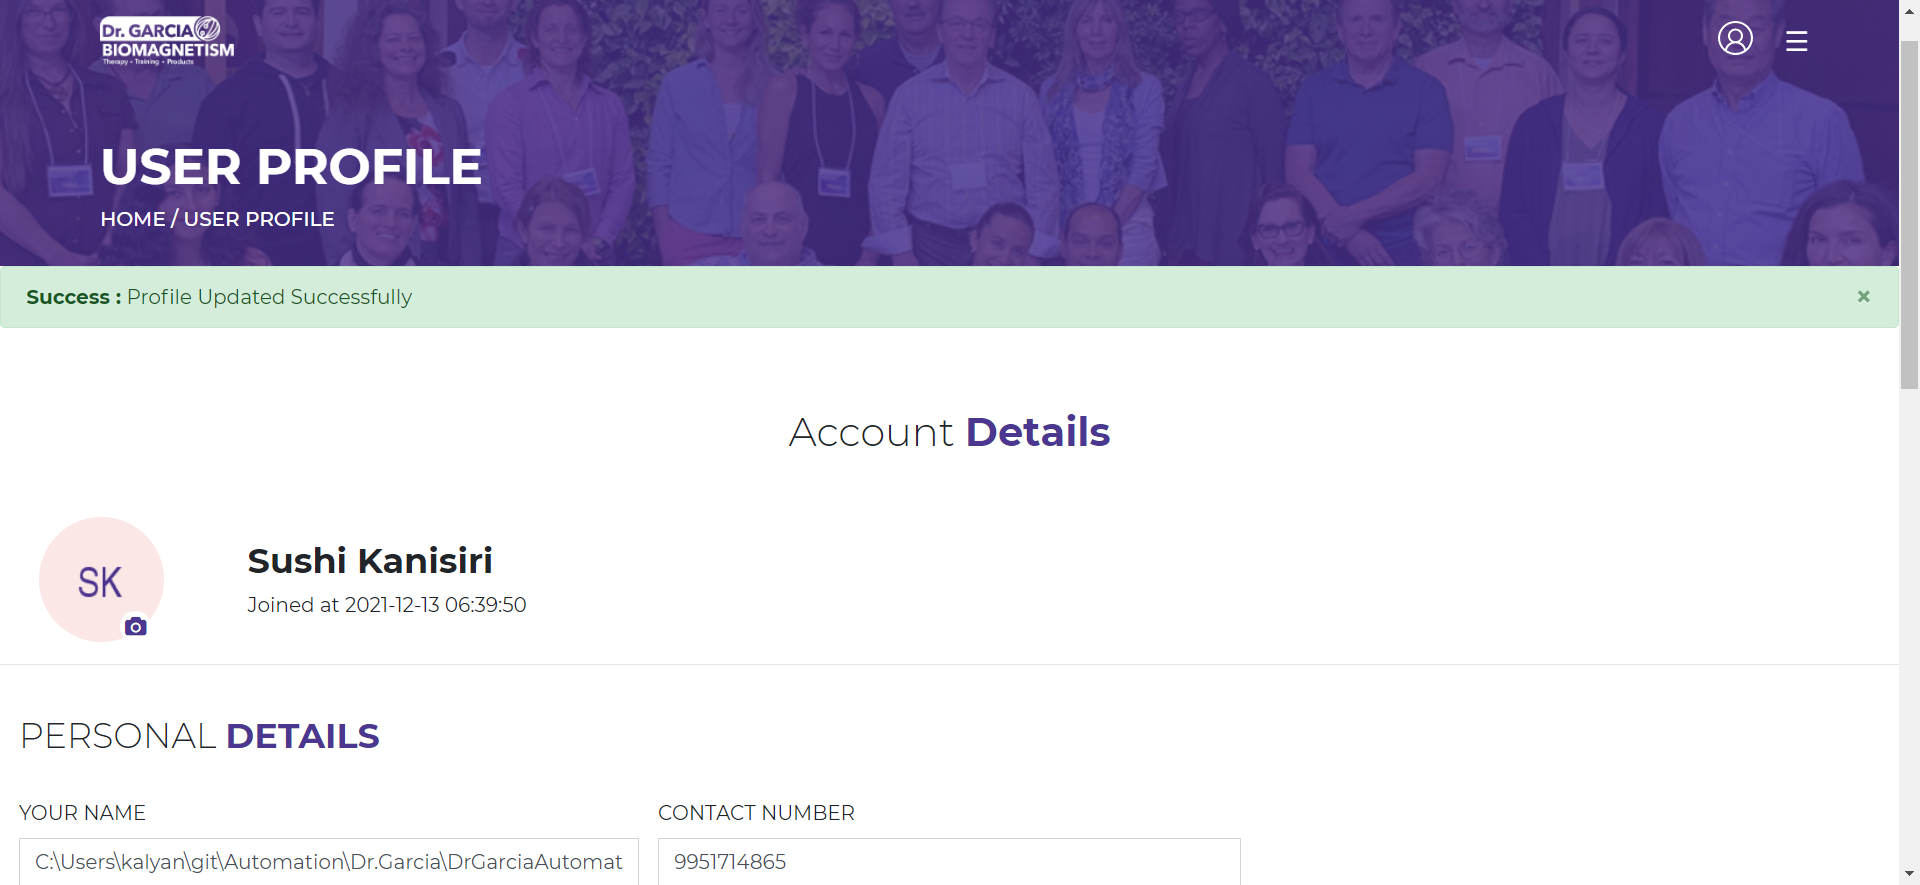 Dr. GARCIA
BIOMAGNETISM
Therapy • Training • Products
USER PROFILE
HOME / USER PROFILE
Success : Profile Updated Successfully
×
Account Details
SK
Sushi Kanisiri
Joined at 2021-12-13 06:39:50
PERSONAL DETAILS
YOUR NAME
CONTACT NUMBER
C:\Users\kalyan\git\Automation\Dr.Garcia\DrGarciaAutomat
9951714865